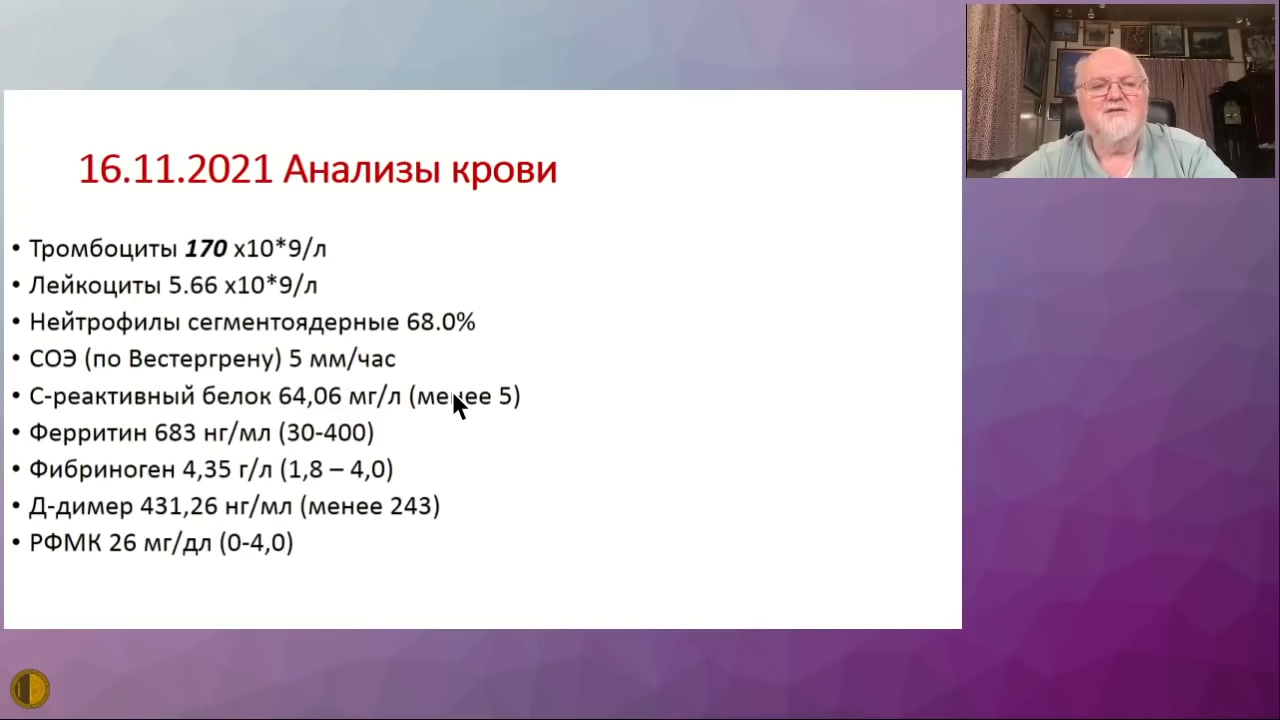 16.11.2021 Анализы крови
• Тромбоциты 170 х10*9/л
• Лейкоциты 5.66 х10*9/л
• Нейтрофилы сегментоядерные 68.0%
• СОЭ (по Вестергрену) 5 мм/час
• С-реактивный белок 64,06 мг/л (менее 5)
• Ферритин 683 нг/мл (30-400)
• Фибриноген 4,35 г/л (1,8 – 4,0)
• Д-димер 431,26 нг/мл (менее 243)
• РФМК 26 мг/дл (0-4,0)